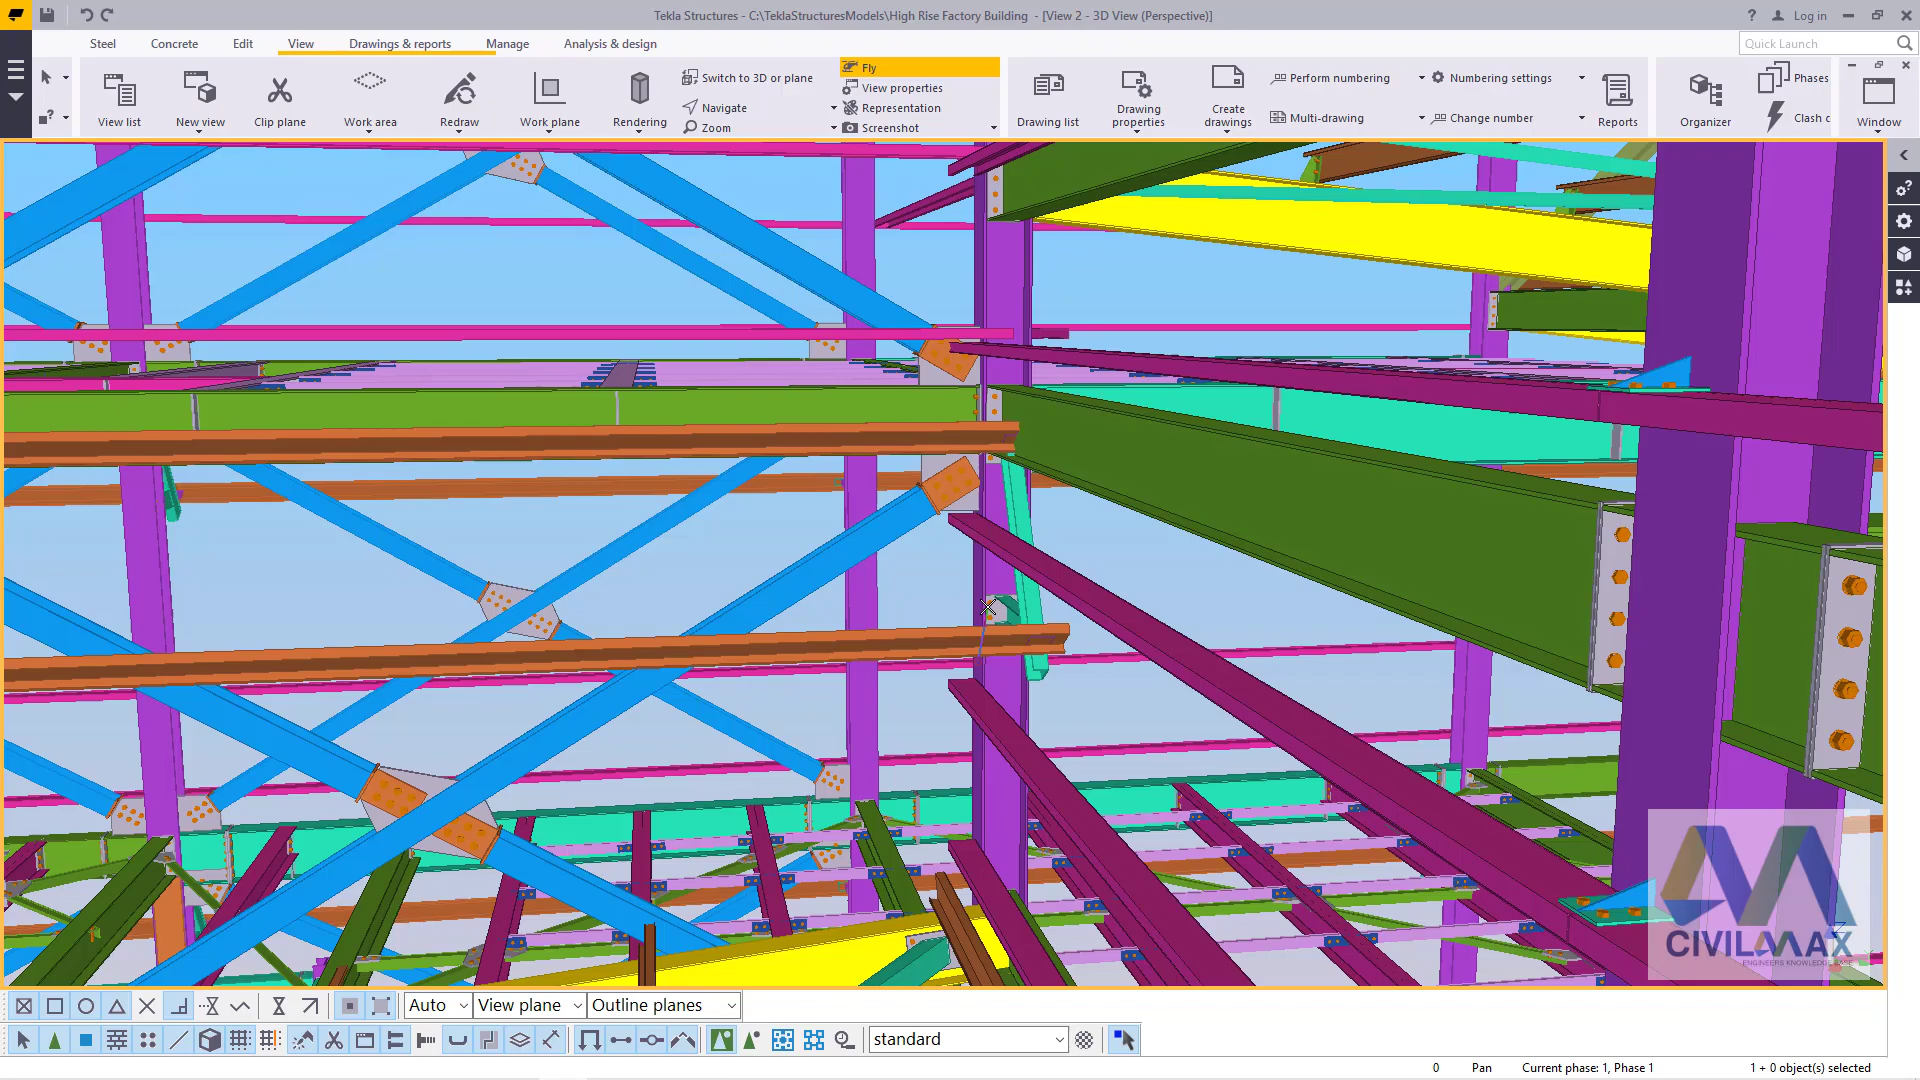 Tekla Structures - C:\TeklaStructuresModels\High Rise Factory Building - [View 2 - 3D View (Perspective)]
? Log in
Steel Concrete Edit View Drawings & reports Manage Analysis & design
Quick Launch
View list
New view
Clip plane
Work area
Redraw
Work plane
Rendering
Switch to 3D or plane
Navigate
Zoom
Fly
View properties
Representation
Screenshot
Drawing list
Drawing properties
Create drawings
Perform numbering
Multi-drawing
Numbering settings
Change number
Reports
Organizer
Phases
Clash c
Window
CIVILMAX
ENGINEERS KNOWLEDGE BASE
Auto View plane Outline planes
standard
0 Pan Current phase: 1, Phase 1 1 + 0 object(s) selected